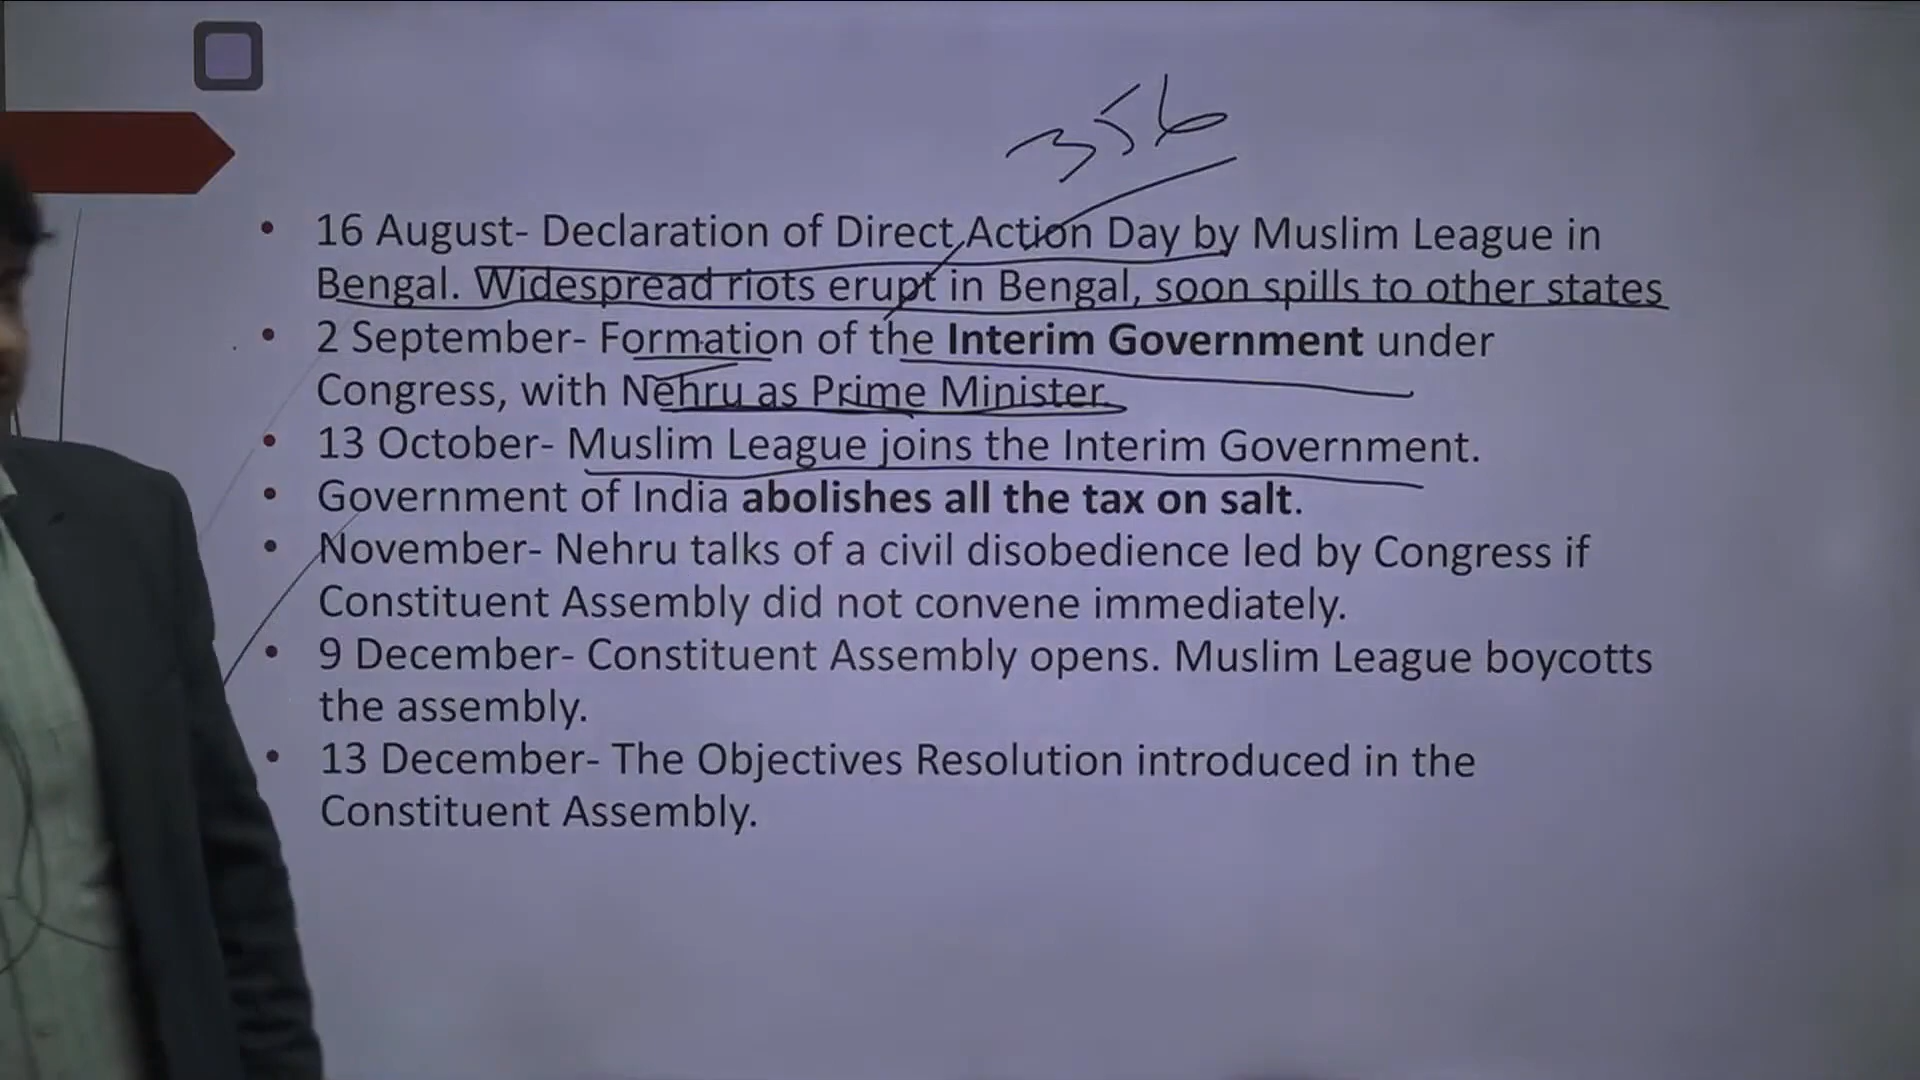 356
• 16 August- Declaration of Direct Action Day by Muslim League in
Bengal. Widespread riots erupt in Bengal, soon spills to other states
• 2 September- Formation of the Interim Government under
Congress, with Nehru as Prime Minister.
• 13 October- Muslim League joins the Interim Government.
• Government of India abolishes all the tax on salt.
• November- Nehru talks of a civil disobedience led by Congress if
Constituent Assembly did not convene immediately.
• 9 December- Constituent Assembly opens. Muslim League boycotts
the assembly.
• 13 December- The Objectives Resolution introduced in the
Constituent Assembly.